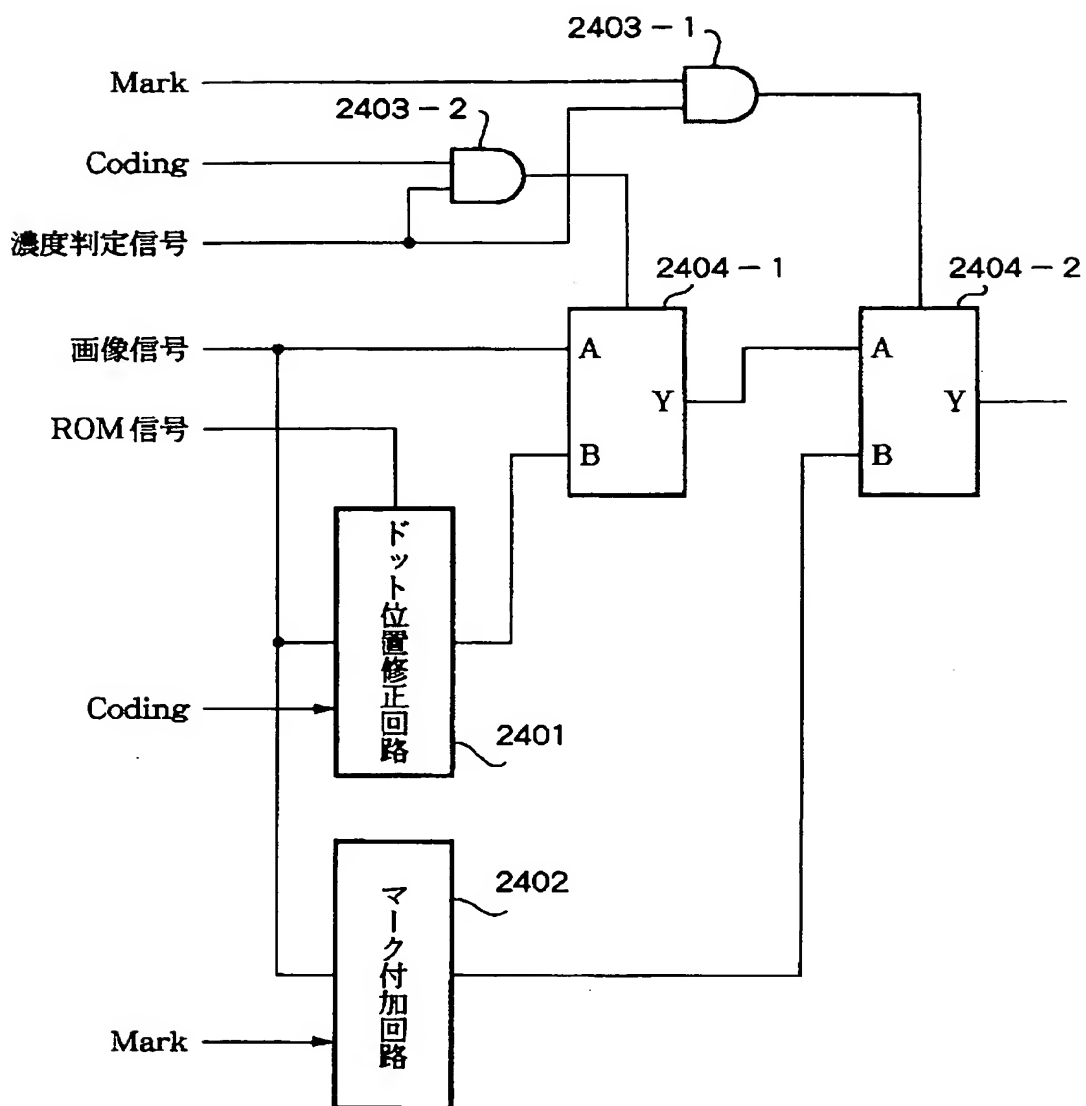 2403-1
Mark
2403-2
Coding
濃度判定信号
2404-1
2404-2
画像信号
A
A
Y
Y
ROM信号
B
B
ドット位置修正回路
Coding
2401
マーク付加回路
2402
Mark